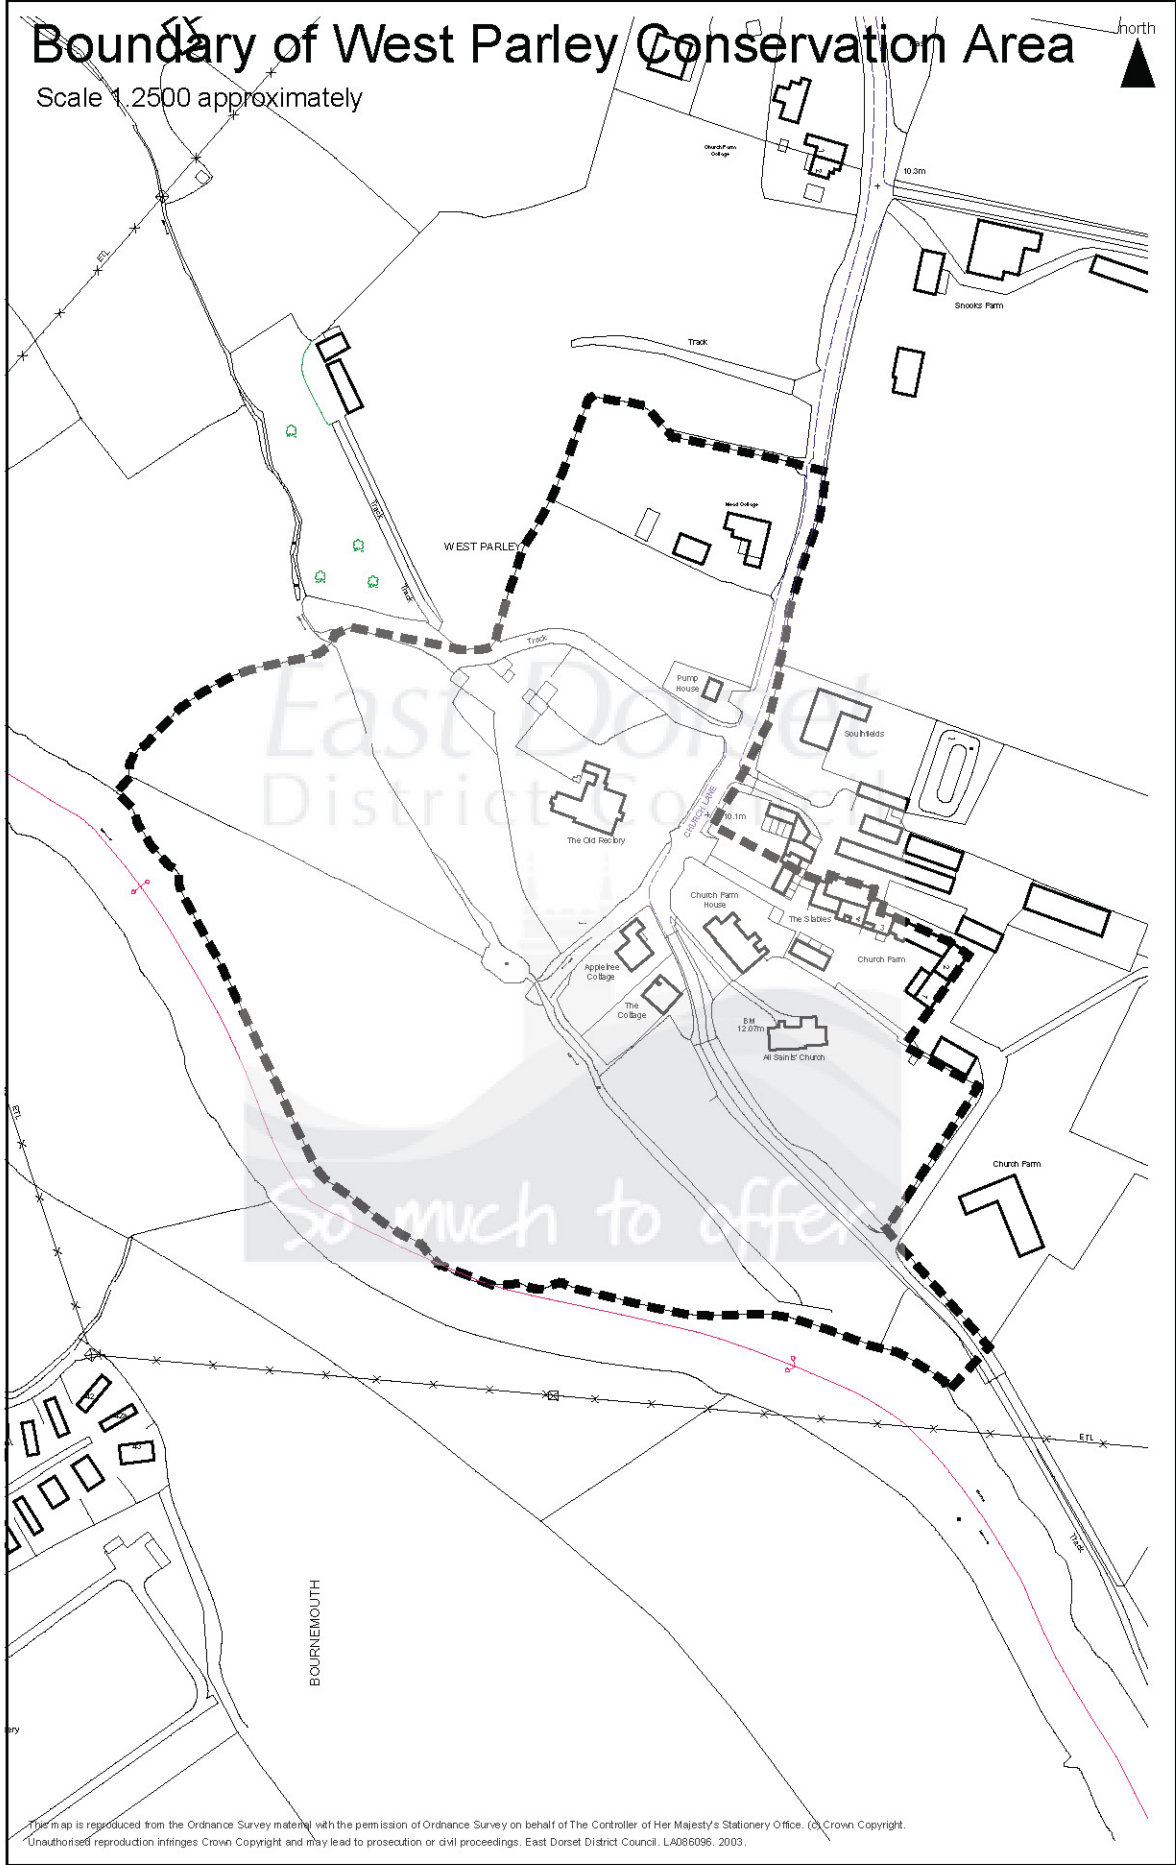 Boundary of West Parley Conservation Area
north
Scale 1.2500 approximately
Church Farm
Cottage
10.3m
ETL
Snooks Farm
Track
Track
Mead Cottage
WEST PARLEY
Track
Track
Pump
House
Southfields
East Dorset
District Council
CHURCH LANE
10.1m
The Old Rectory
Church Farm
House
The Stables
Church Farm
Appletree
Cottage
The
Cottage
BM
12.07m
All Saints' Church
ETL
Church Farm
So much to offer
ETL
Track
BOURNEMOUTH
ery
This map is reproduced from the Ordnance Survey material with the permission of Ordnance Survey on behalf of The Controller of Her Majesty's Stationery Office. (c) Crown Copyright.
Unauthorised reproduction infringes Crown Copyright and may lead to prosecution or civil proceedings. East Dorset District Council. LA086096. 2003.